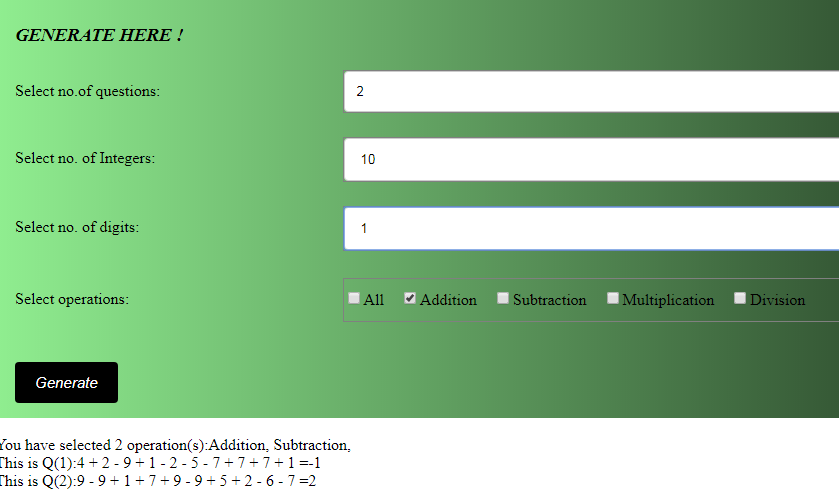 GENERATE HERE !
Select no.of questions:
2
Select no. of Integers:
10
Select no. of digits:
1
Select operations:
All Addition Subtraction Multiplication Division
Generate
You have selected 2 operation(s):Addition, Subtraction,
This is Q(1):4 + 2 - 9 + 1 - 2 - 5 - 7 + 7 + 7 + 1 =-1
This is Q(2):9 - 9 + 1 + 7 + 9 - 9 + 5 + 2 - 6 - 7 =2